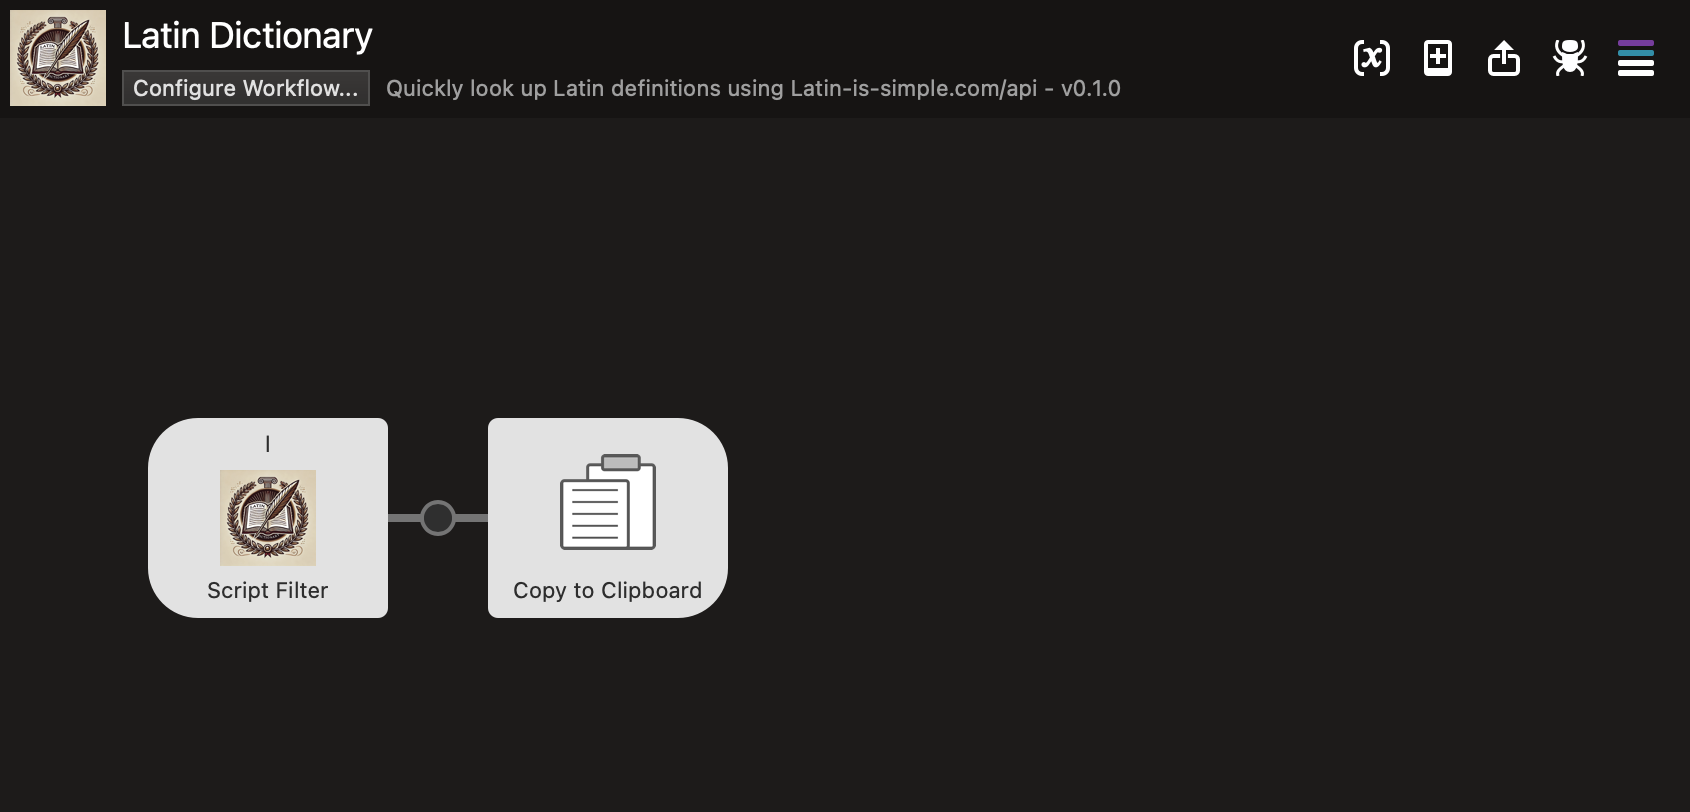 Latin Dictionary
Configure Workflow...
Quickly look up Latin definitions using Latin-is-simple.com/api - v0.1.0
l
Script Filter
Copy to Clipboard